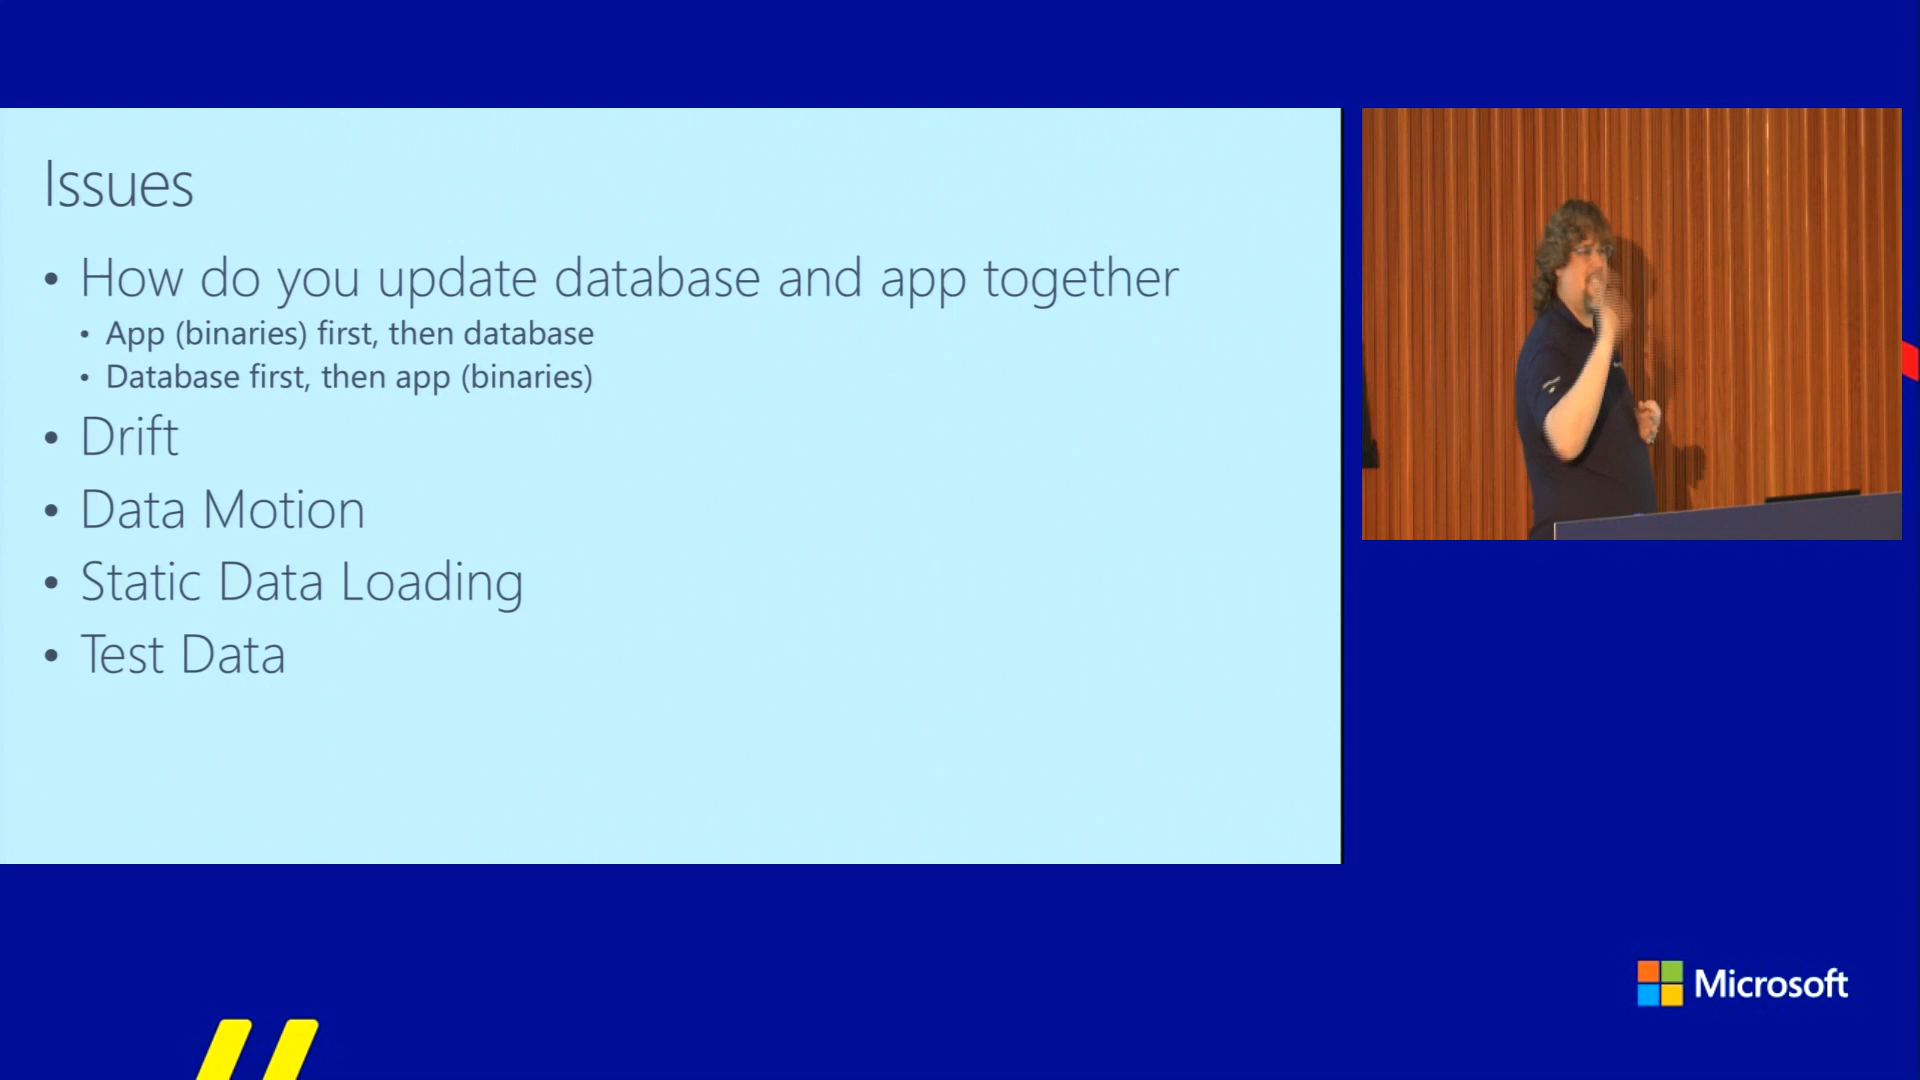 Issues
• How do you update database and app together
• App (binaries) first, then database
• Database first, then app (binaries)
• Drift
• Data Motion
• Static Data Loading
• Test Data
Microsoft